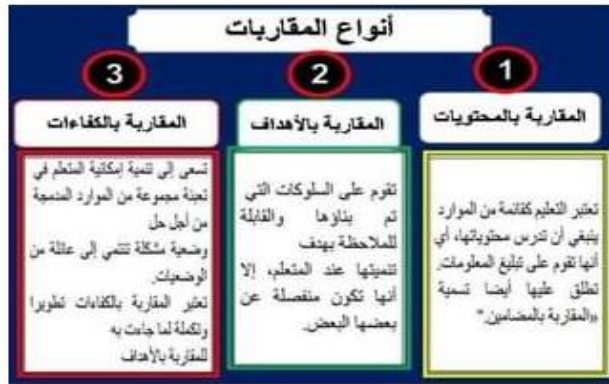 أنواع المقاربات
1
المقاربة بالمحتويات
تعتبر التعليم كقائمة من الموارد
ينبغي أن تدرس محتوياتها، أي
أنها تقوم على تبليغ المعلومات.
تطلق عليها أيضا تسمية
«المقاربة بالمضامين."
2
المقاربة بالأهداف
تقوم على السلوكات التي
تم بناؤها والقابلة
للملاحظة بهدف
تنميتها عند المتعلم، إلا
أنها تكون منفصلة عن
بعضها البعض.
3
المقاربة بالكفاءات
تسعى إلى تنمية إمكانية المتعلم في
تعبئة مجموعة من الموارد المدمجة
من أجل حل
وضعية مشكلة تنتمي إلى عائلة من
الوضعيات.
تعتبر المقاربة بالكفاءات تطويرا
وتكملة لما جاءت به
المقاربة بالأهداف